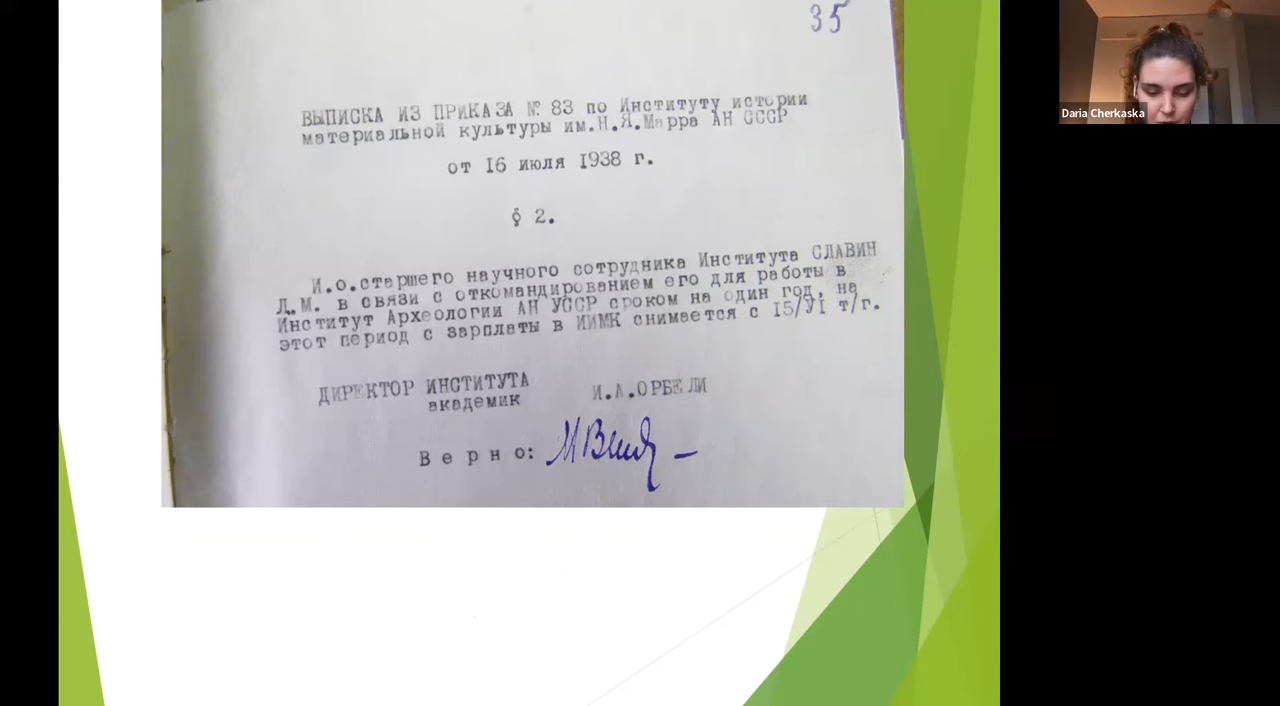 35
ВЫПИСКА ИЗ ПРИКАЗА № 83 по Институту истории
материальной культуры им.Н.Я.Марра АН СССР
от 16 июля 1938 г.
§ 2.
И.о.старшего научного сотрудника Института СЛАВИН
Л.М. в связи с откомандированием его для работы в
Институт Археологии АН УССР сроком на один год, на
этот период с зарплаты в ИИМК снимается с 15/УI т/г.
ДИРЕКТОР ИНСТИТУТА
академик И.А.ОРБЕЛИ
В е р н о:
Daria Cherkaska